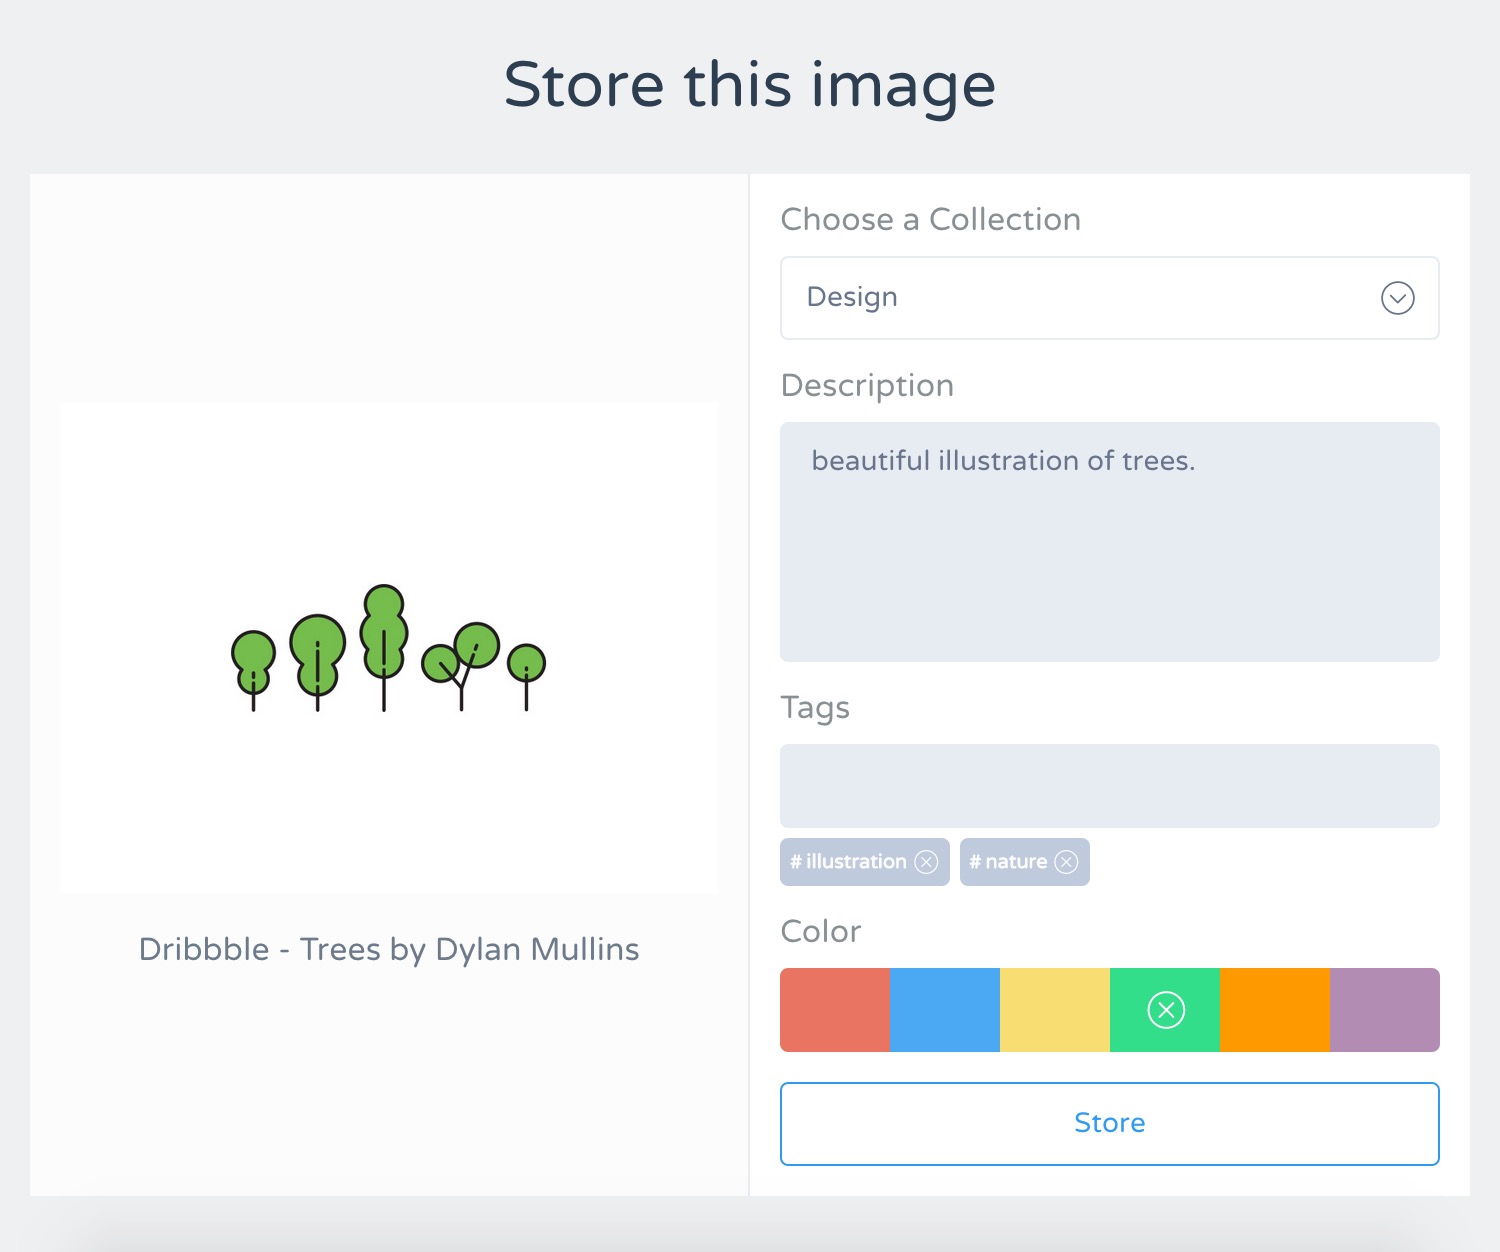 Store this image
Dribbble - Trees by Dylan Mullins
Choose a Collection
Design
Description
beautiful illustration of trees.
Tags
# illustration
# nature
Color
Store